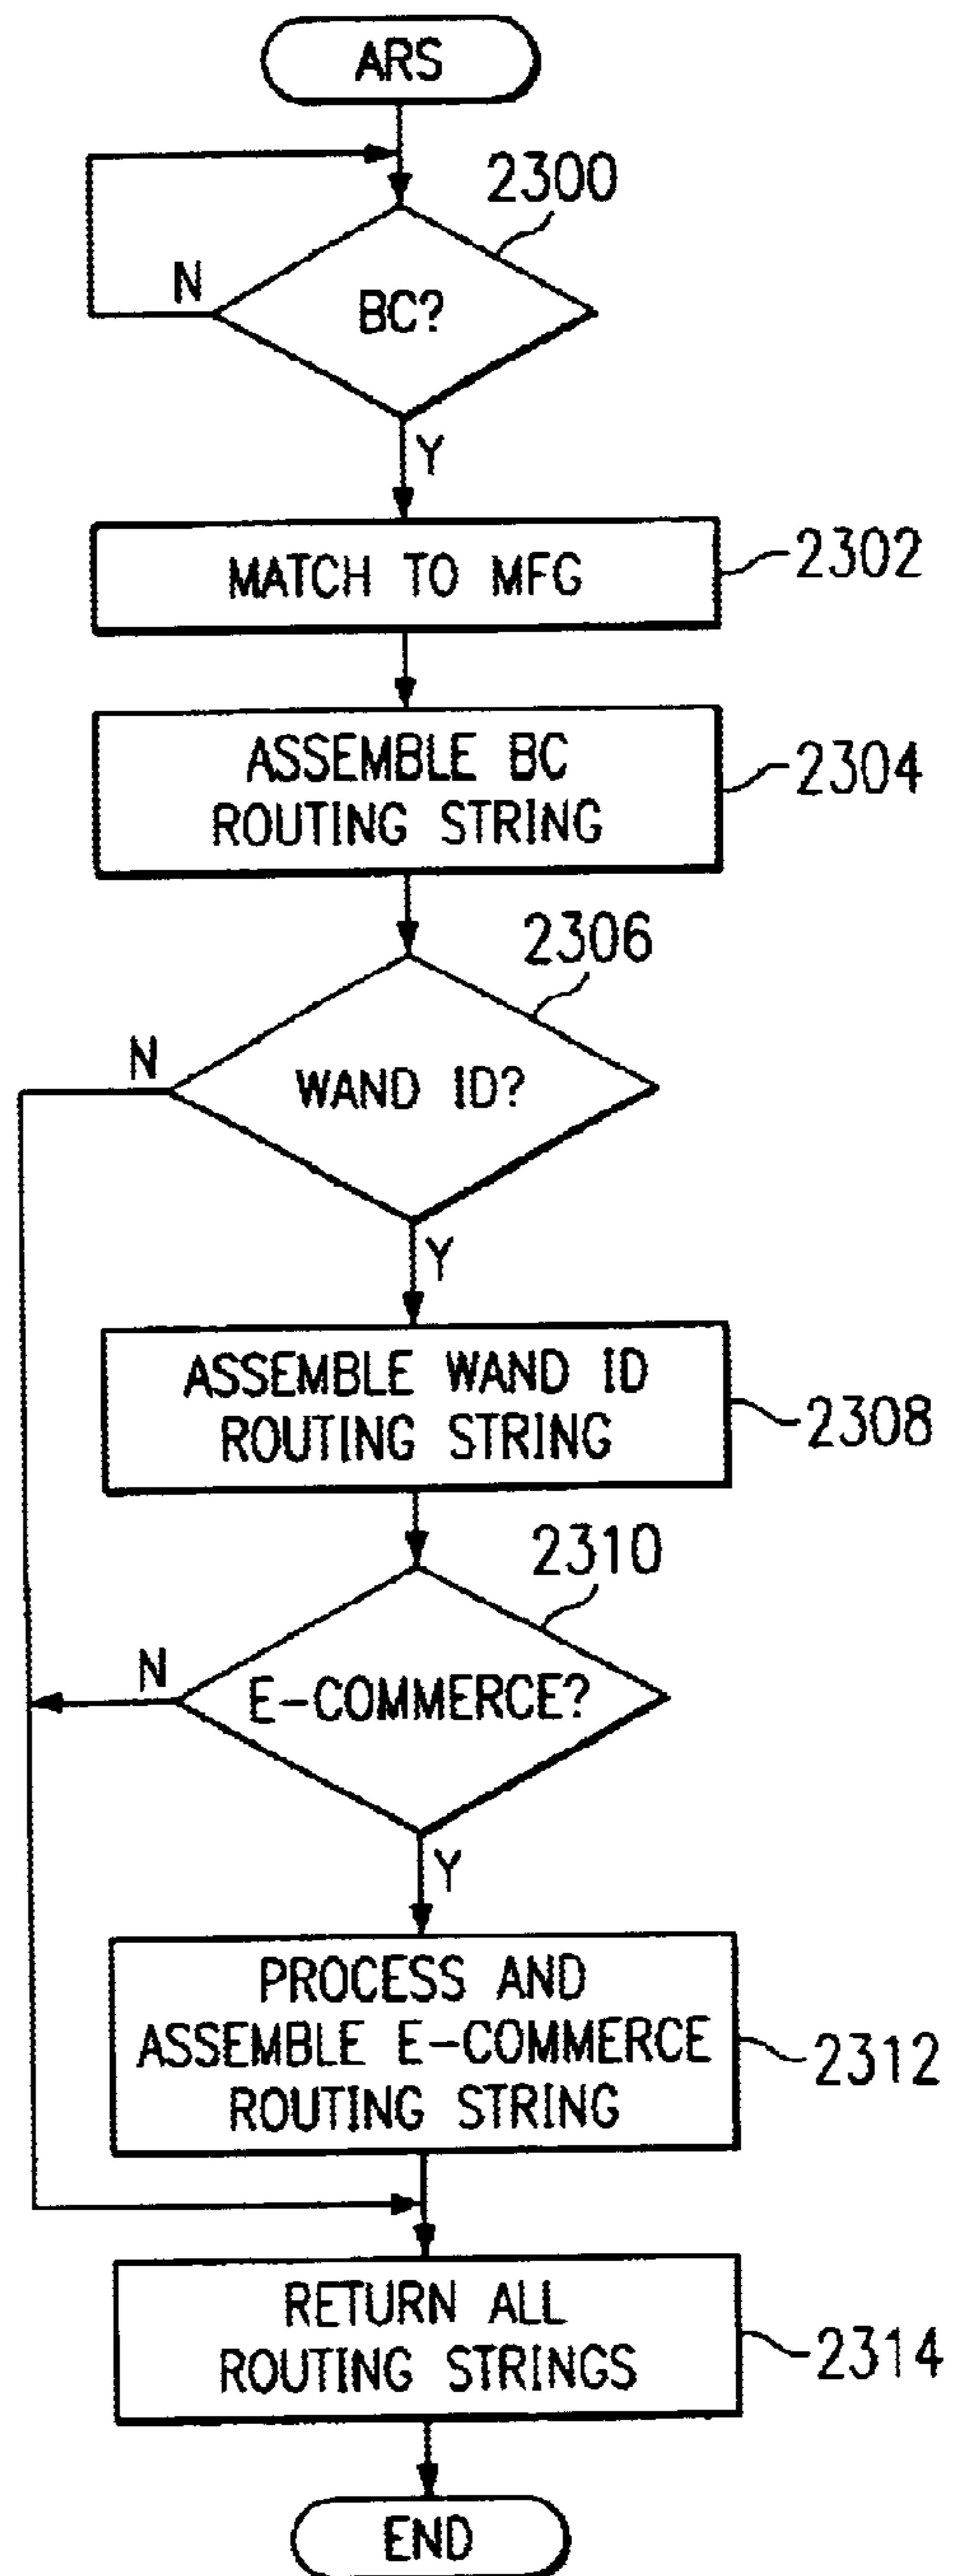 ARS
2300
N
BC?
Y
MATCH TO MFG
2302
ASSEMBLE BC
ROUTING STRING
2304
2306
N
WAND ID?
Y
ASSEMBLE WAND ID
ROUTING STRING
2308
2310
N
E-COMMERCE?
Y
PROCESS AND
ASSEMBLE E-COMMERCE
ROUTING STRING
2312
RETURN ALL
ROUTING STRINGS
2314
END